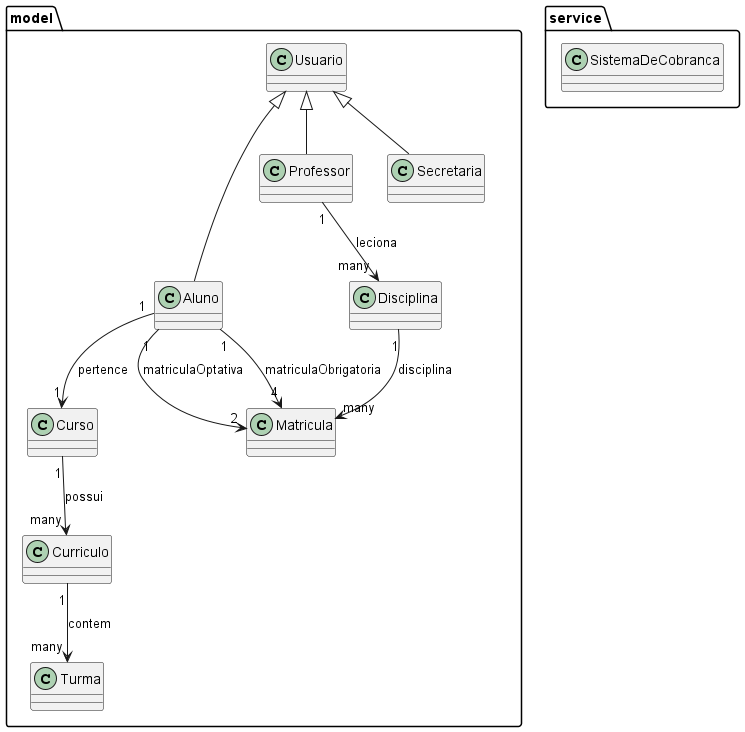 model
service
C Usuario
C SistemaDeCobranca
C Professor
C Secretaria
1
leciona
many
C Aluno
C Disciplina
1
1
1
1
pertence
matriculaOptativa
matriculaObrigatoria
disciplina
1
4
2
many
C Curso
C Matricula
1
possui
many
C Curriculo
1
contem
many
C Turma